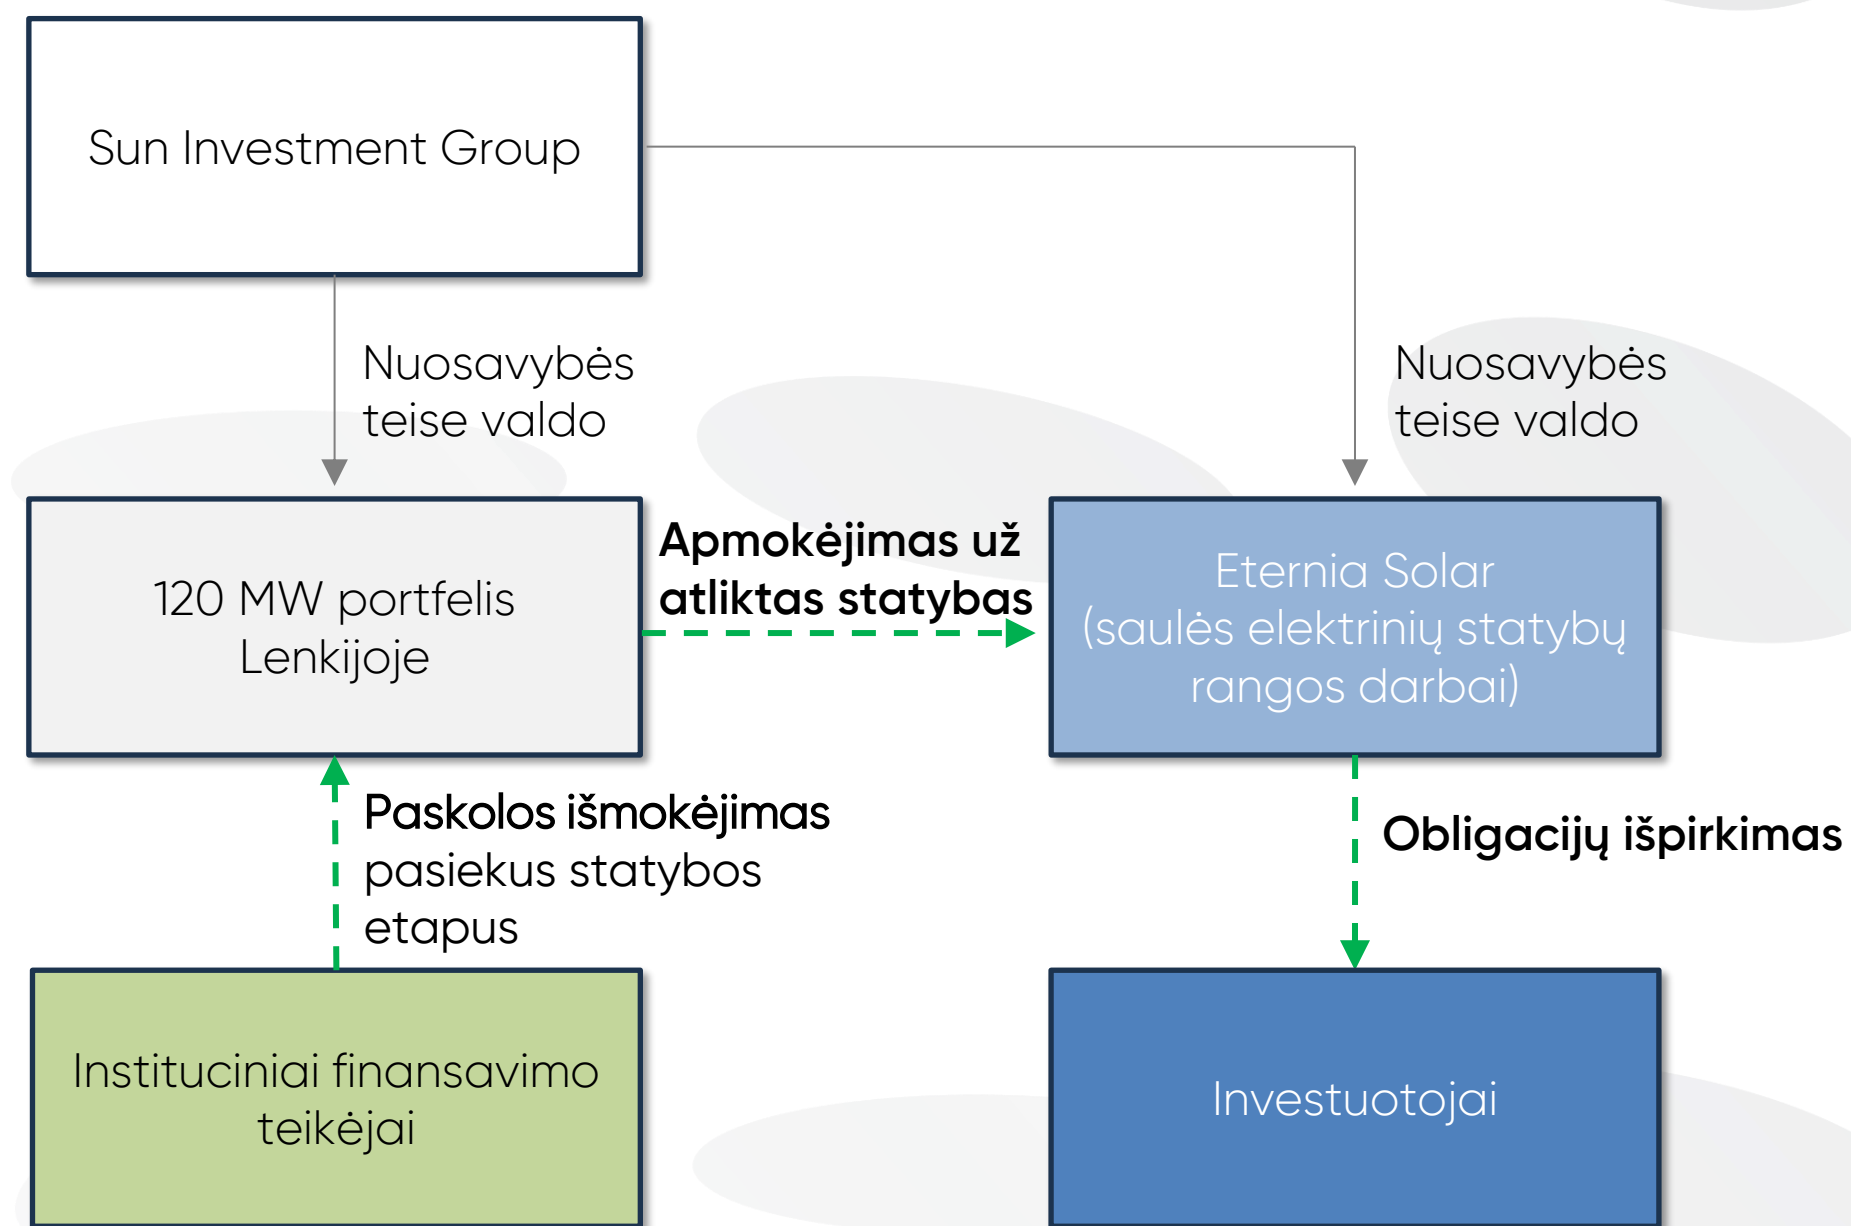 Sun Investment Group
Nuosavybės
teise valdo
Nuosavybės
teise valdo
120 MW portfelis
Lenkijoje
Apmokėjimas už
atliktas statybas
Eternia Solar
(saulės elektrinių statybų
rangos darbai)
Paskolos išmokėjimas
pasiekus statybos
etapus
Obligacijų išpirkimas
Instituciniai finansavimo
teikėjai
Investuotojai